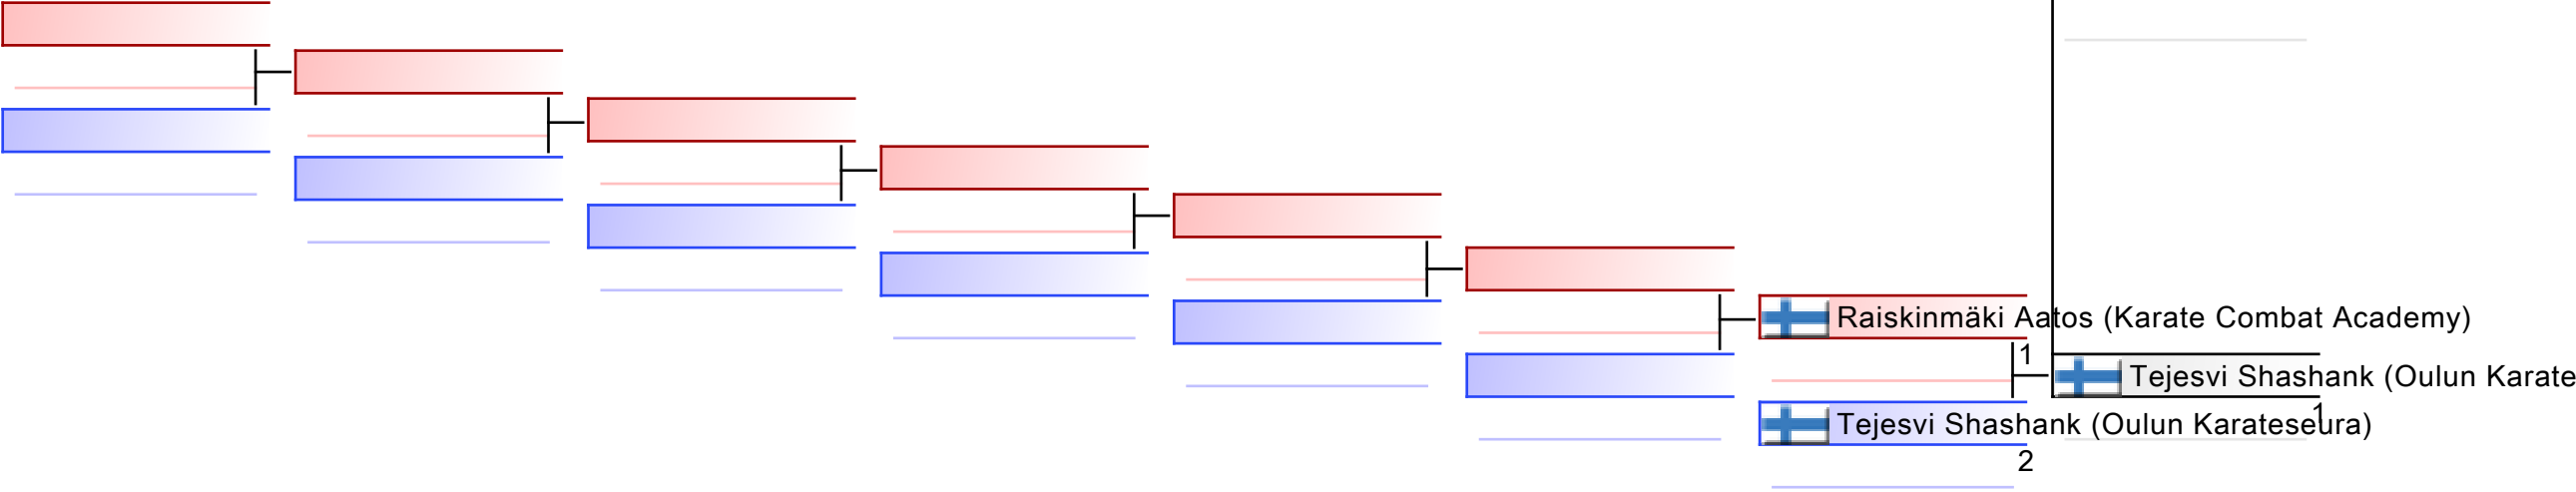 Raiskinmäki Aatos (Karate Combat Academy)
1
Tejesvi Shashank (Oulun Karate
1
Tejesvi Shashank (Oulun Karateseura)
2